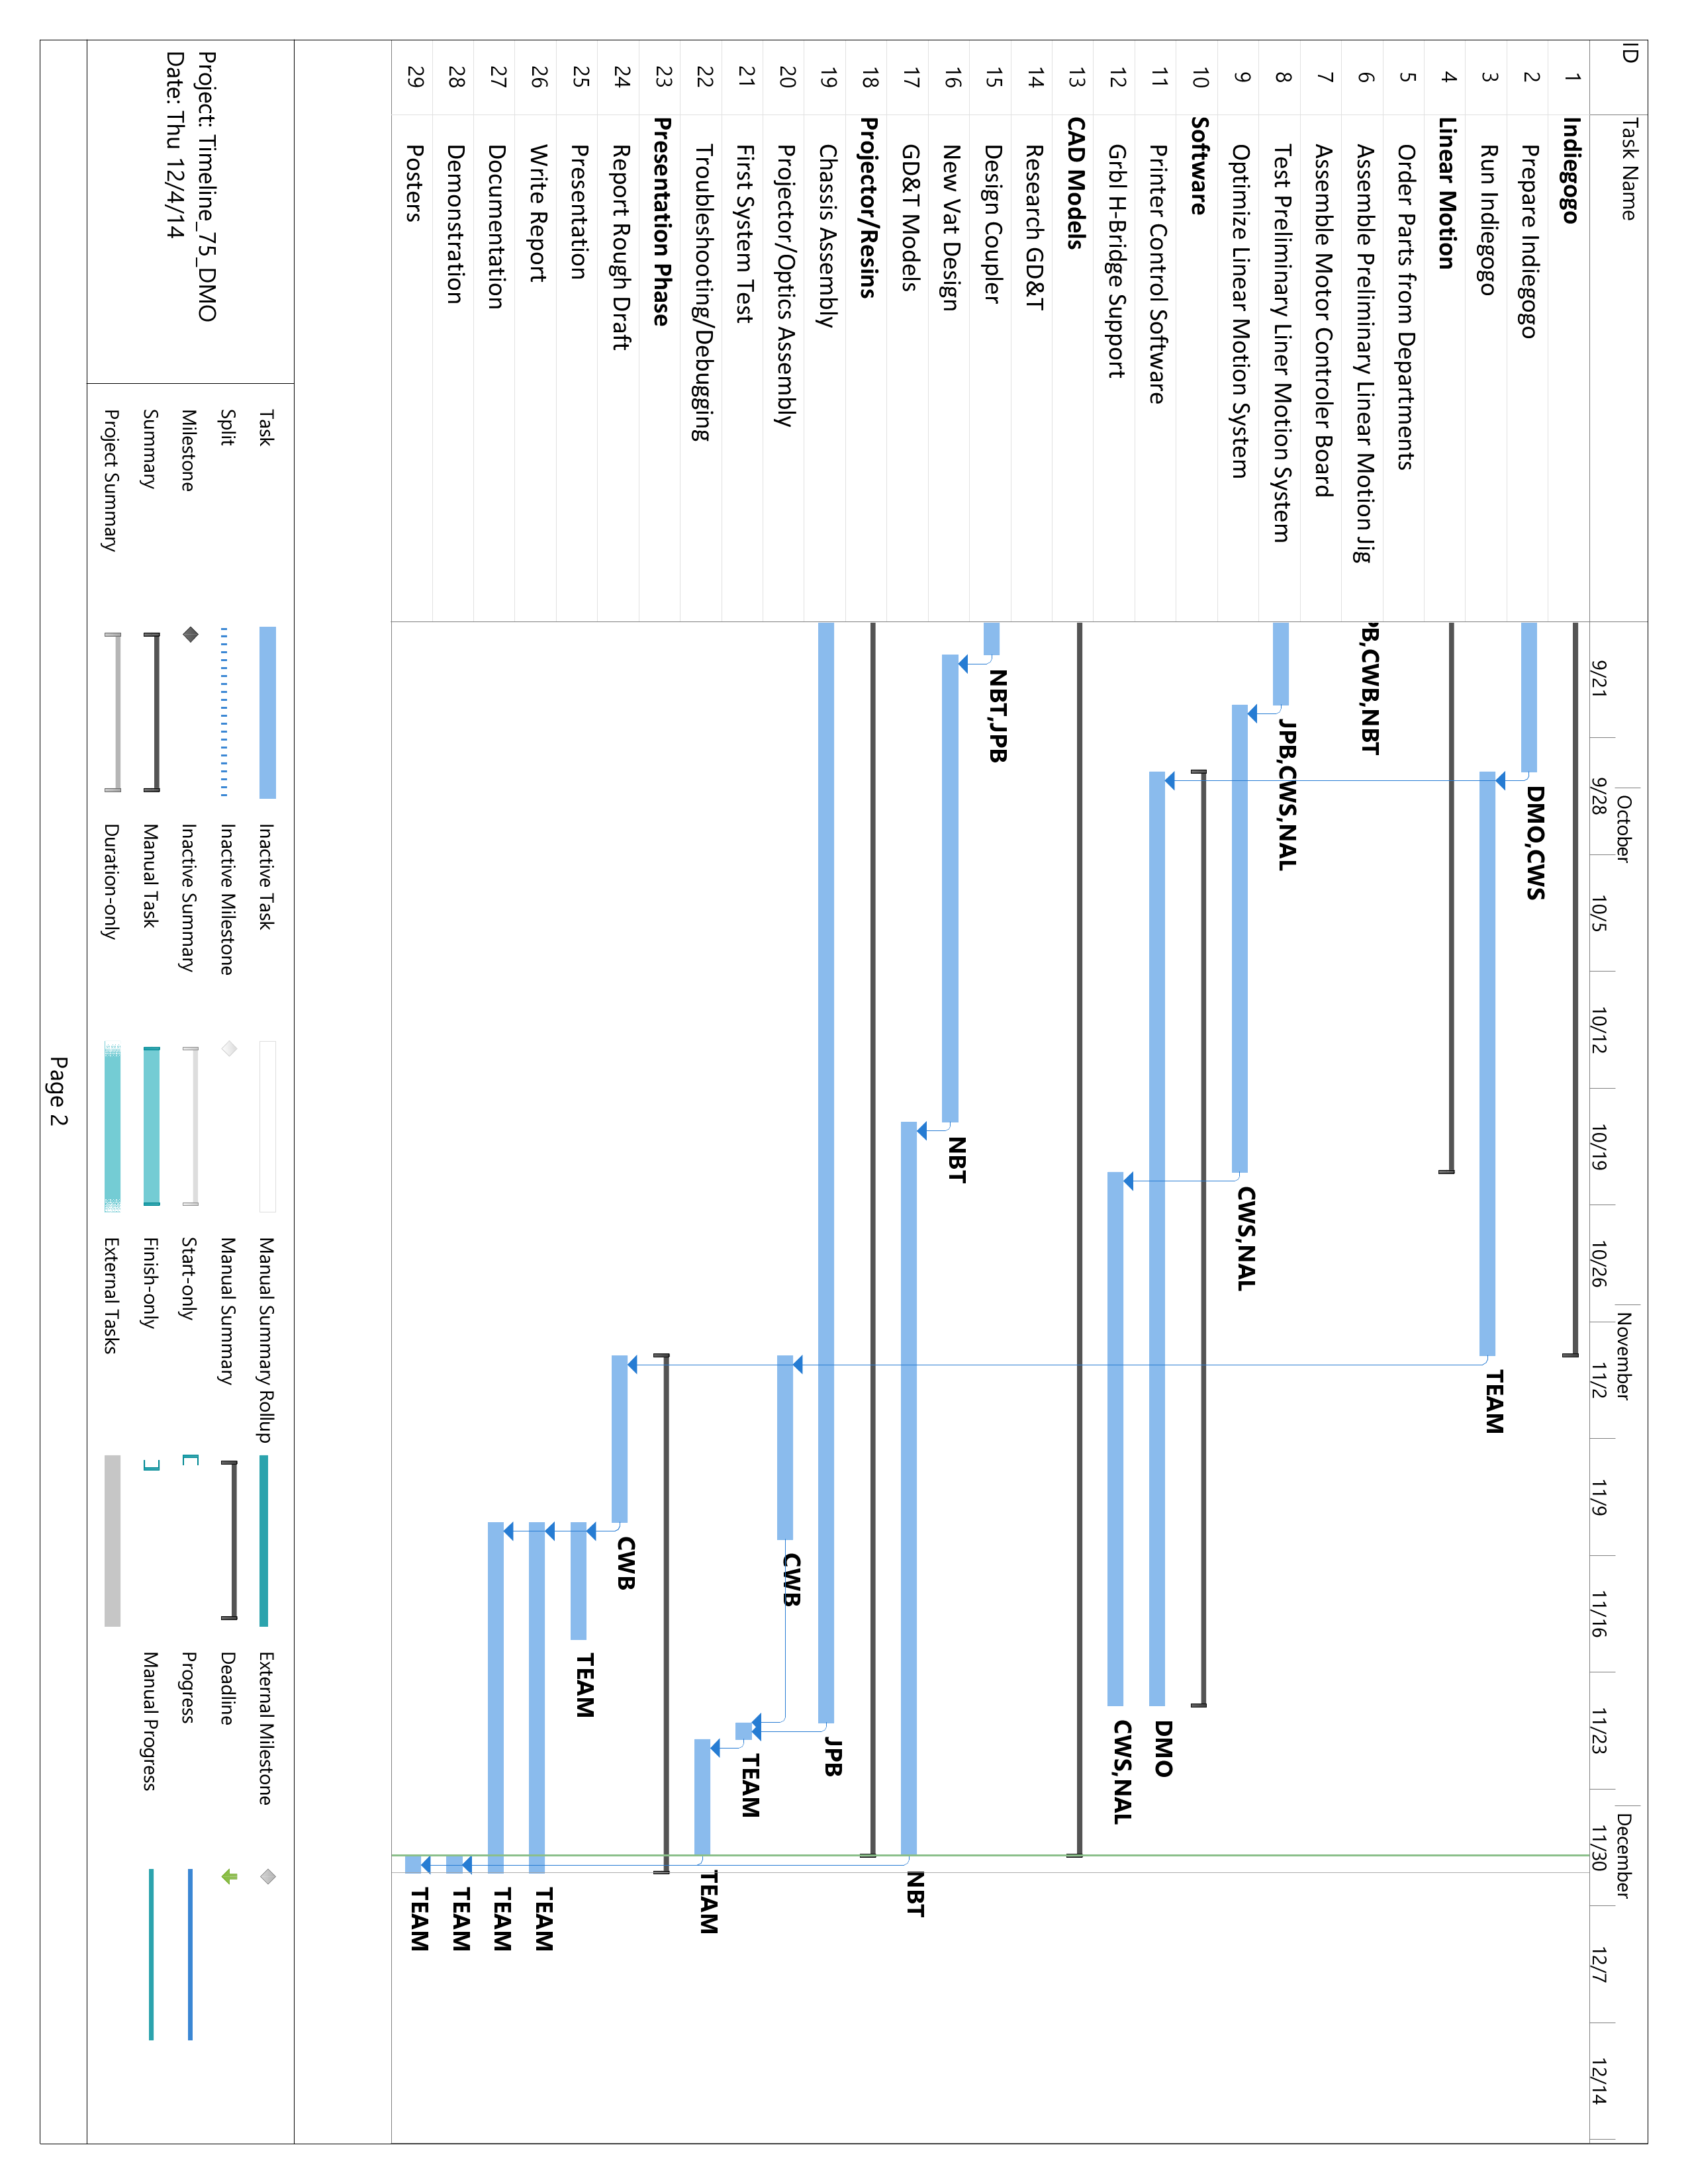 ID Task Name October November December
9/21 9/28 10/5 10/12 10/19 10/26 11/2 11/9 11/16 11/23 11/30 12/7 12/14
1 Indiegogo
2 Prepare Indiegogo DMO,CWS
3 Run Indiegogo TEAM
4 Linear Motion
5 Order Parts from Departments
6 Assemble Preliminary Linear Motion Jig PB,CWB,NBT
7 Assemble Motor Controler Board
8 Test Preliminary Liner Motion System JPB,CWS,NAL
9 Optimize Linear Motion System CWS,NAL
10 Software
11 Printer Control Software DMO
12 Grbl H-Bridge Support CWS,NAL
13 CAD Models
14 Research GD&T
15 Design Coupler NBT,JPB
16 New Vat Design NBT
17 GD&T Models NBT
18 Projector/Resins
19 Chassis Assembly JPB
20 Projector/Optics Assembly CWB
21 First System Test TEAM
22 Troubleshooting/Debugging TEAM
23 Presentation Phase
24 Report Rough Draft CWB
25 Presentation TEAM
26 Write Report TEAM
27 Documentation TEAM
28 Demonstration TEAM
29 Posters TEAM
Project: Timeline_75_DMO
Date: Thu 12/4/14
Task Inactive Task Manual Summary Rollup External Milestone
Split Inactive Milestone Manual Summary Deadline
Milestone Inactive Summary Start-only Progress
Summary Manual Task Finish-only Manual Progress
Project Summary Duration-only External Tasks
Page 2